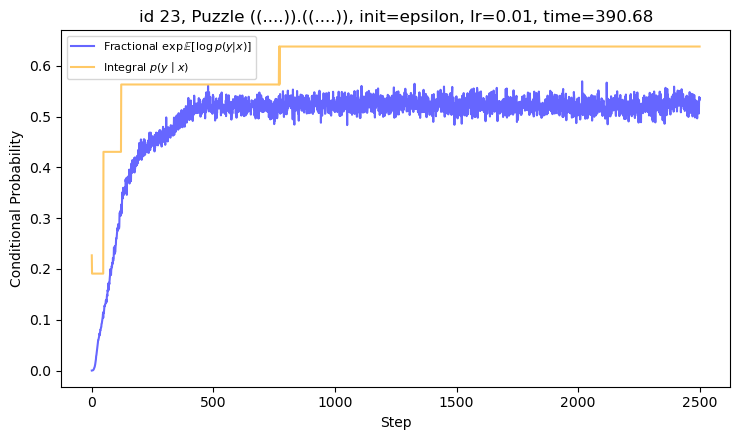 id 23, Puzzle ((....)).((....)), init=epsilon, lr=0.01, time=390.68
Fractional exp𝔼[log p(y|x)]
Integral p(y | x)
Conditional Probability
0.6
0.5
0.4
0.3
0.2
0.1
0.0
0 500 1000 1500 2000 2500
Step